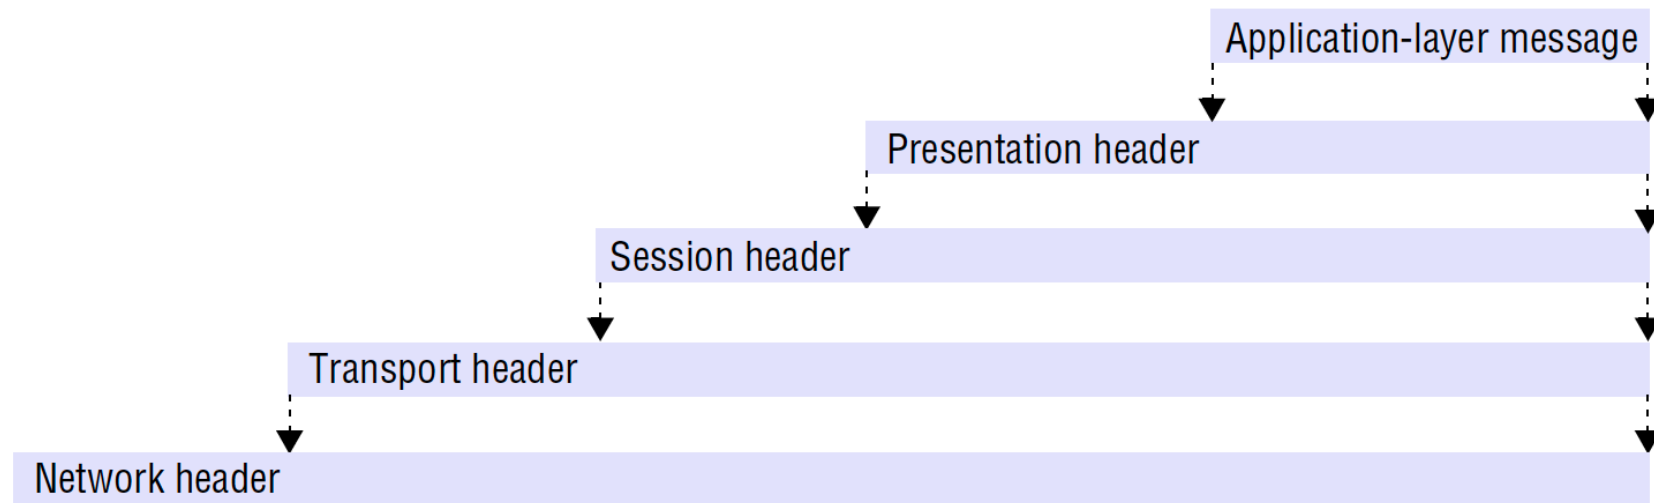 Application-layer message
Presentation header
Session header
Transport header
Network header